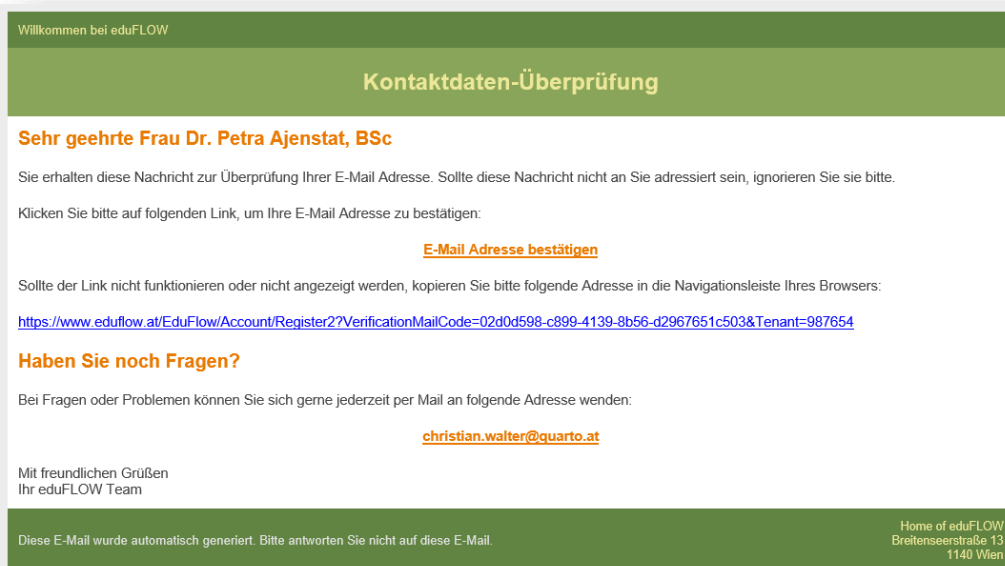 Willkommen bei eduFLOW
Kontaktdaten-Überprüfung
Sehr geehrte Frau Dr. Petra Ajenstat, BSc
Sie erhalten diese Nachricht zur Überprüfung Ihrer E-Mail Adresse. Sollte diese Nachricht nicht an Sie adressiert sein, ignorieren Sie sie bitte.
Klicken Sie bitte auf folgenden Link, um Ihre E-Mail Adresse zu bestätigen:
E-Mail Adresse bestätigen
Sollte der Link nicht funktionieren oder nicht angezeigt werden, kopieren Sie bitte folgende Adresse in die Navigationsleiste Ihres Browsers:
https://www.eduflow.at/EduFlow/Account/Register2?VerificationMailCode=02d0d598-c899-4139-8b56-d2967651c503&Tenant=987654
Haben Sie noch Fragen?
Bei Fragen oder Problemen können Sie sich gerne jederzeit per Mail an folgende Adresse wenden:
christian.walter@quarto.at
Mit freundlichen Grüßen
Ihr eduFLOW Team
Diese E-Mail wurde automatisch generiert. Bitte antworten Sie nicht auf diese E-Mail.
Home of eduFLOW
Breitenseerstraße 13
1140 Wien